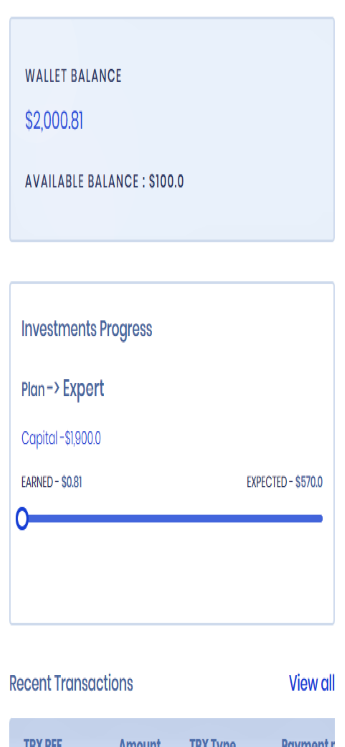 WALLET BALANCE
$2,000.81
AVAILABLE BALANCE : $100.0
Investments Progress
Plan -> Expert
Capital -$1,900.0
EARNED - $0.81 EXPECTED - $570.0
Recent Transactions View all
TRX REF Amount TRX Type Payment